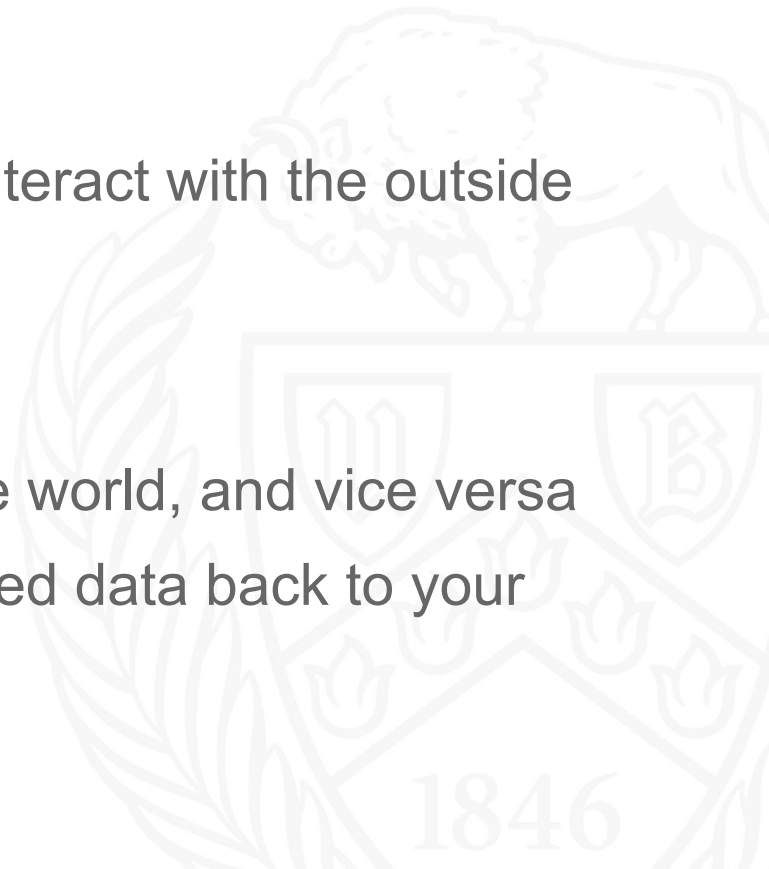 teract with the outside
e world, and vice versa
ed data back to your
U B
1846